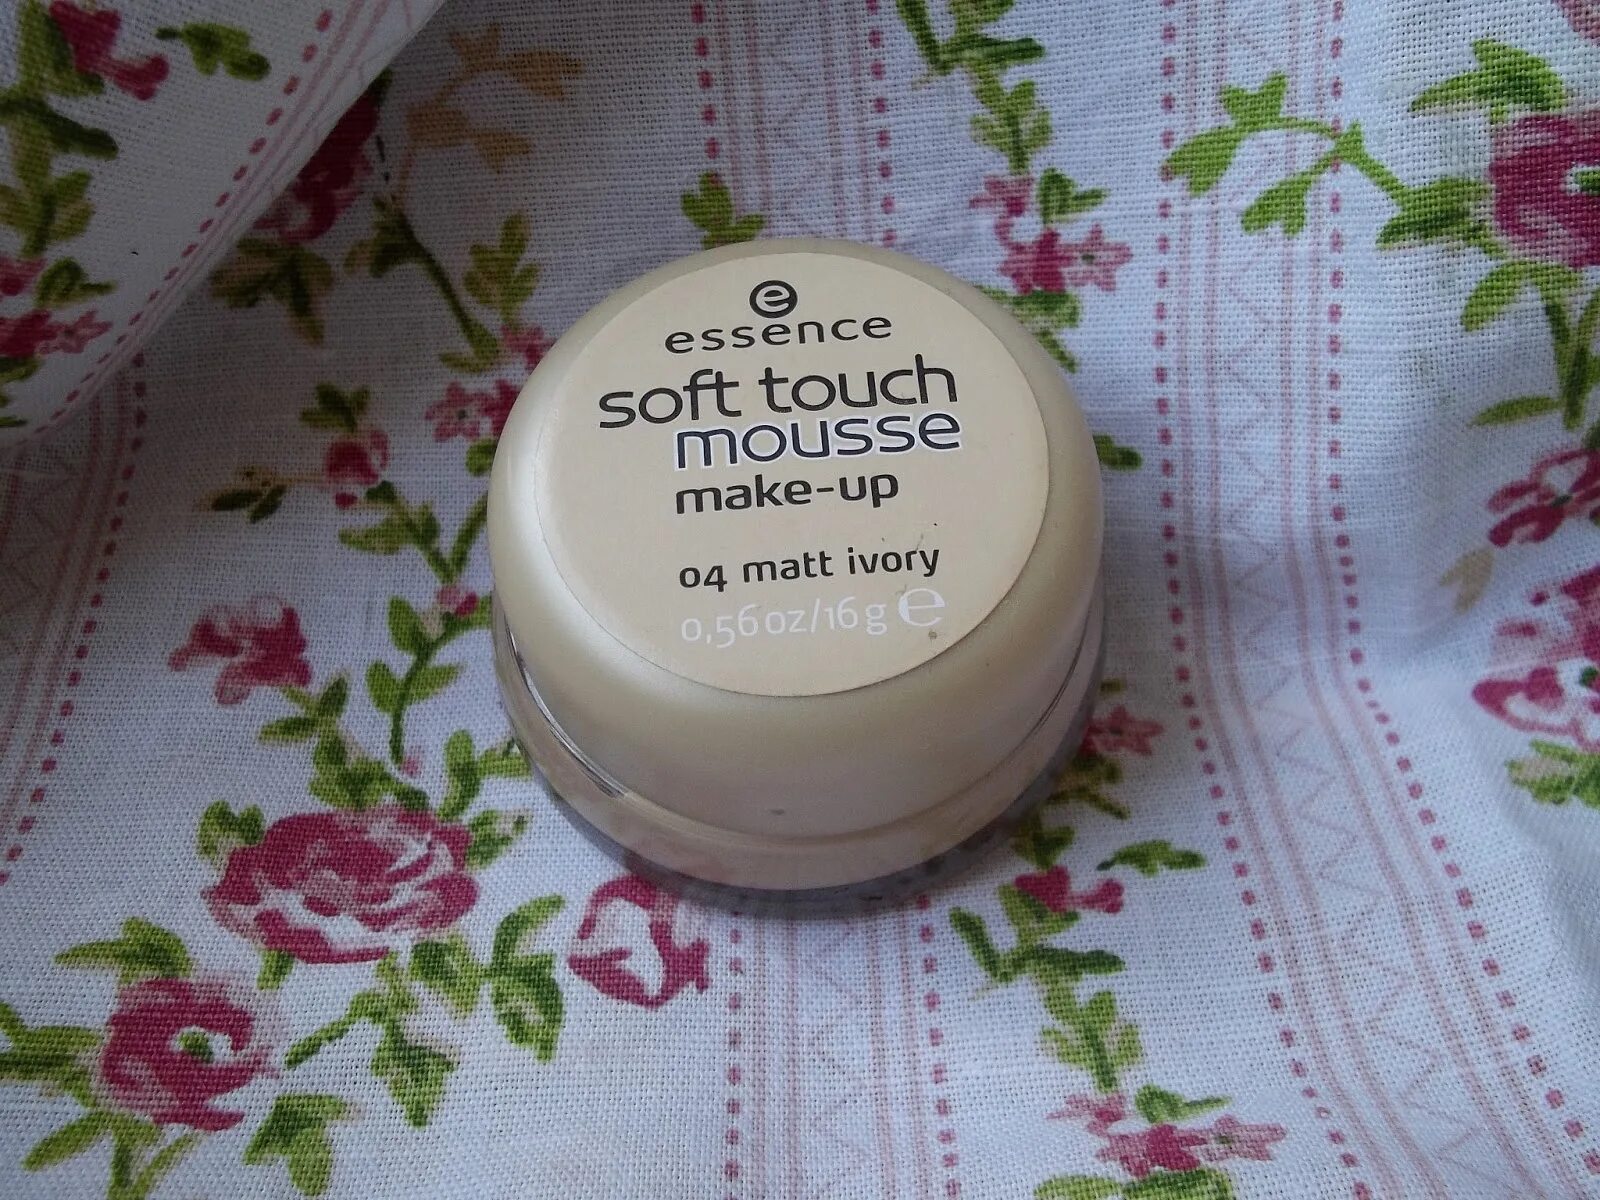 e
essence
soft touch
mousse
make-up
04 matt ivory
0,56 oz/16 g e